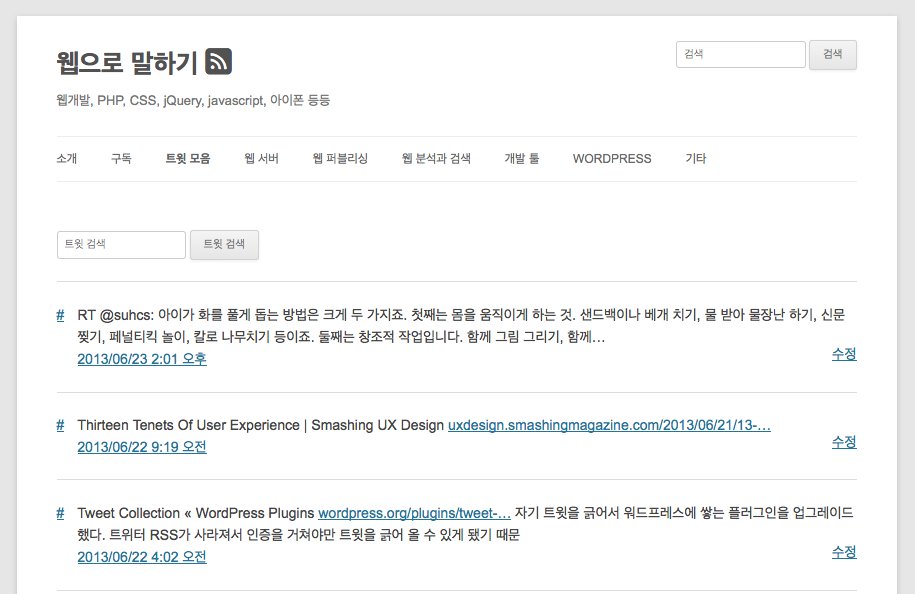 웹으로 말하기
검색 검색
웹개발, PHP, CSS, jQuery, javascript, 아이폰 등등
소개 구독 트윗 모음 웹 서버 웹 퍼블리싱 웹 분석과 검색 개발 툴 WORDPRESS 기타
트윗 검색 트윗 검색
# RT @suhcs: 아이가 화를 풀게 돕는 방법은 크게 두 가지죠. 첫째는 몸을 움직이게 하는 것. 샌드백이나 베개 치기, 물 받아 물장난 하기, 신문
찢기, 페널티킥 놀이, 칼로 나무치기 등이죠. 둘째는 창조적 작업입니다. 함께 그림 그리기, 함께…
2013/06/23 2:01 오후 수정
# Thirteen Tenets Of User Experience | Smashing UX Design uxdesign.smashingmagazine.com/2013/06/21/13-…
2013/06/22 9:19 오전 수정
# Tweet Collection « WordPress Plugins wordpress.org/plugins/tweet-… 자기 트윗을 긁어서 워드프레스에 쌓는 플러그인을 업그레이드
했다. 트위터 RSS가 사라져서 인증을 거쳐야만 트윗을 긁어 올 수 있게 됐기 때문
2013/06/22 4:02 오전 수정